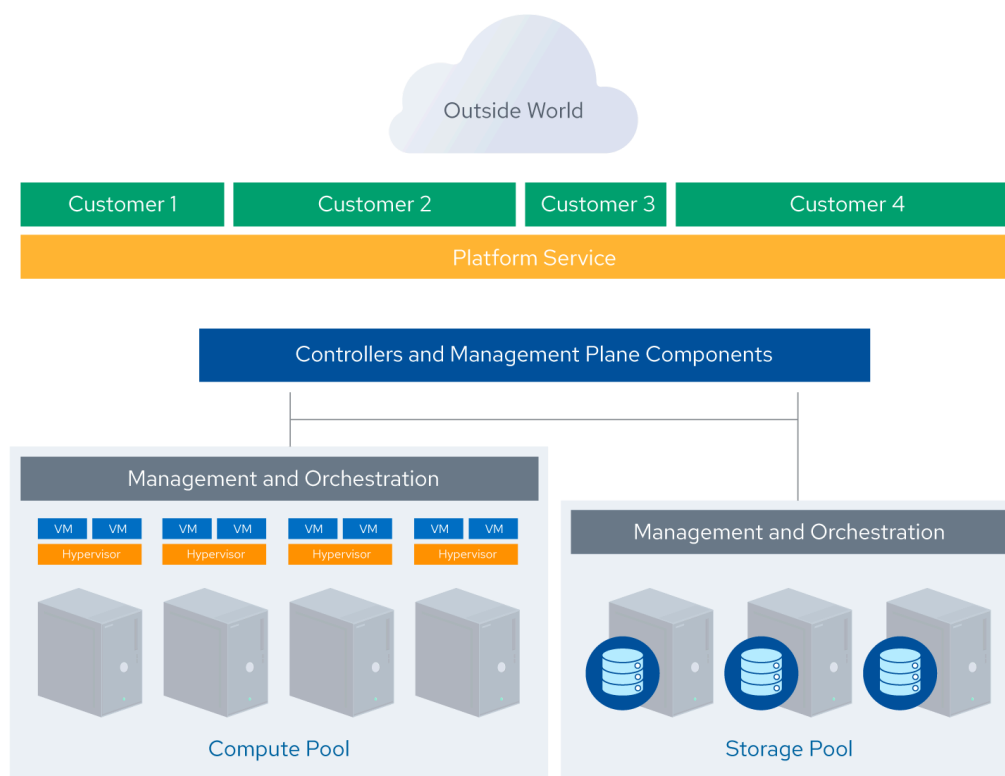 Outside World
Customer 1
Customer 2
Customer 3
Customer 4
Platform Service
Controllers and Management Plane Components
Management and Orchestration
VM VM VM VM VM VM VM VM
Hypervisor Hypervisor Hypervisor Hypervisor
Compute Pool
Management and Orchestration
Storage Pool